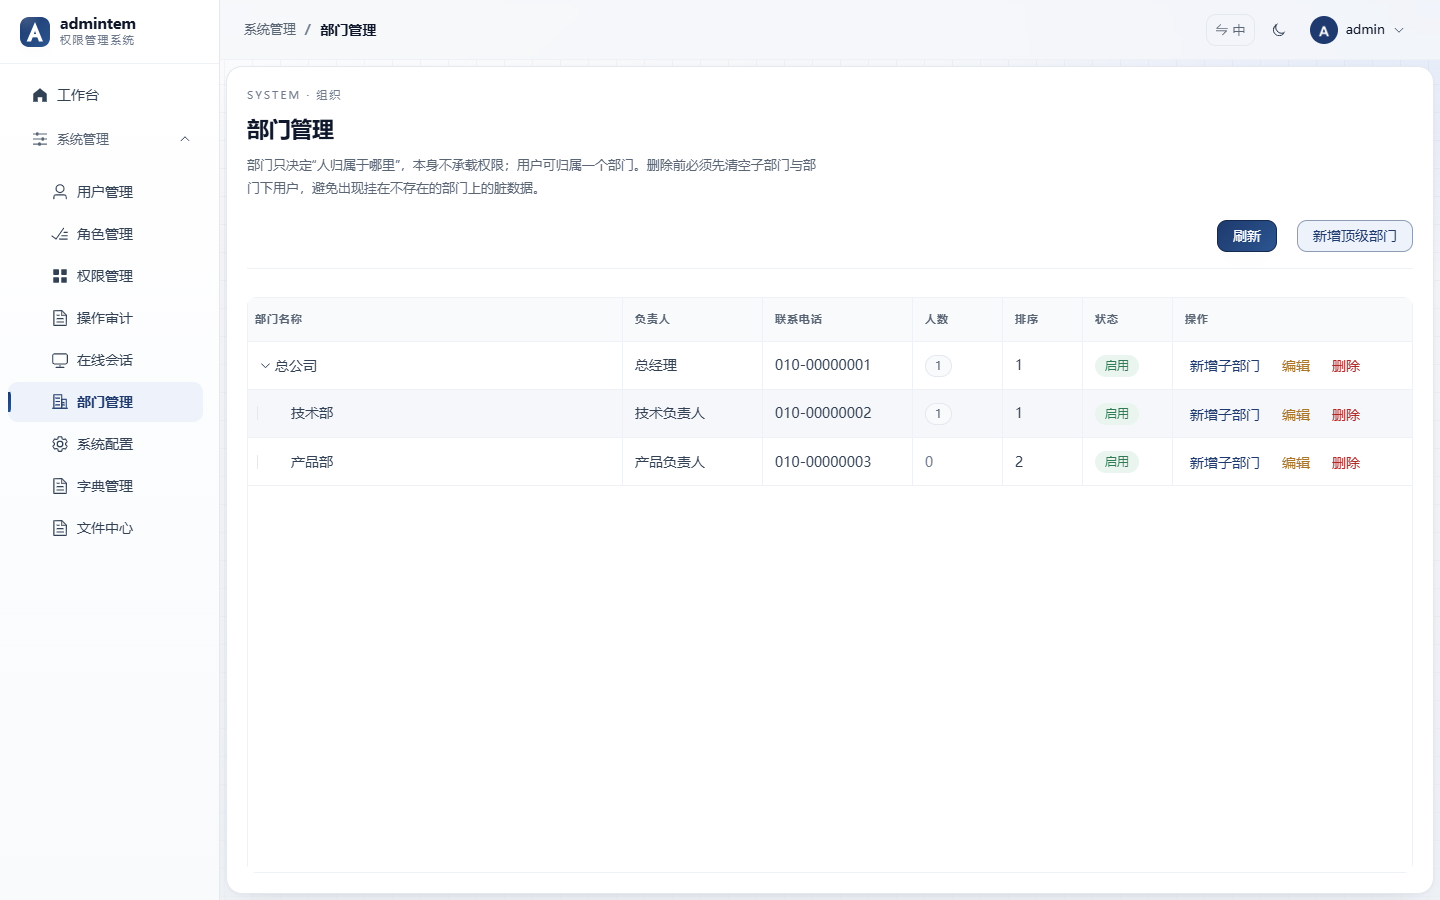 admintem
权限管理系统
系统管理 / 部门管理
中
A admin
工作台
系统管理
用户管理
角色管理
权限管理
操作审计
在线会话
部门管理
系统配置
字典管理
文件中心
SYSTEM · 组织
部门管理
部门只决定“人归属于哪里”，本身不承载权限；用户可归属一个部门。删除前必须先清空子部门与部
门下用户，避免出现挂在不存在的部门上的脏数据。
刷新 新增顶级部门
部门名称 负责人 联系电话 人数 排序 状态 操作
总公司 总经理 010-00000001 1 1 启用 新增子部门 编辑 删除
技术部 技术负责人 010-00000002 1 1 启用 新增子部门 编辑 删除
产品部 产品负责人 010-00000003 0 2 启用 新增子部门 编辑 删除